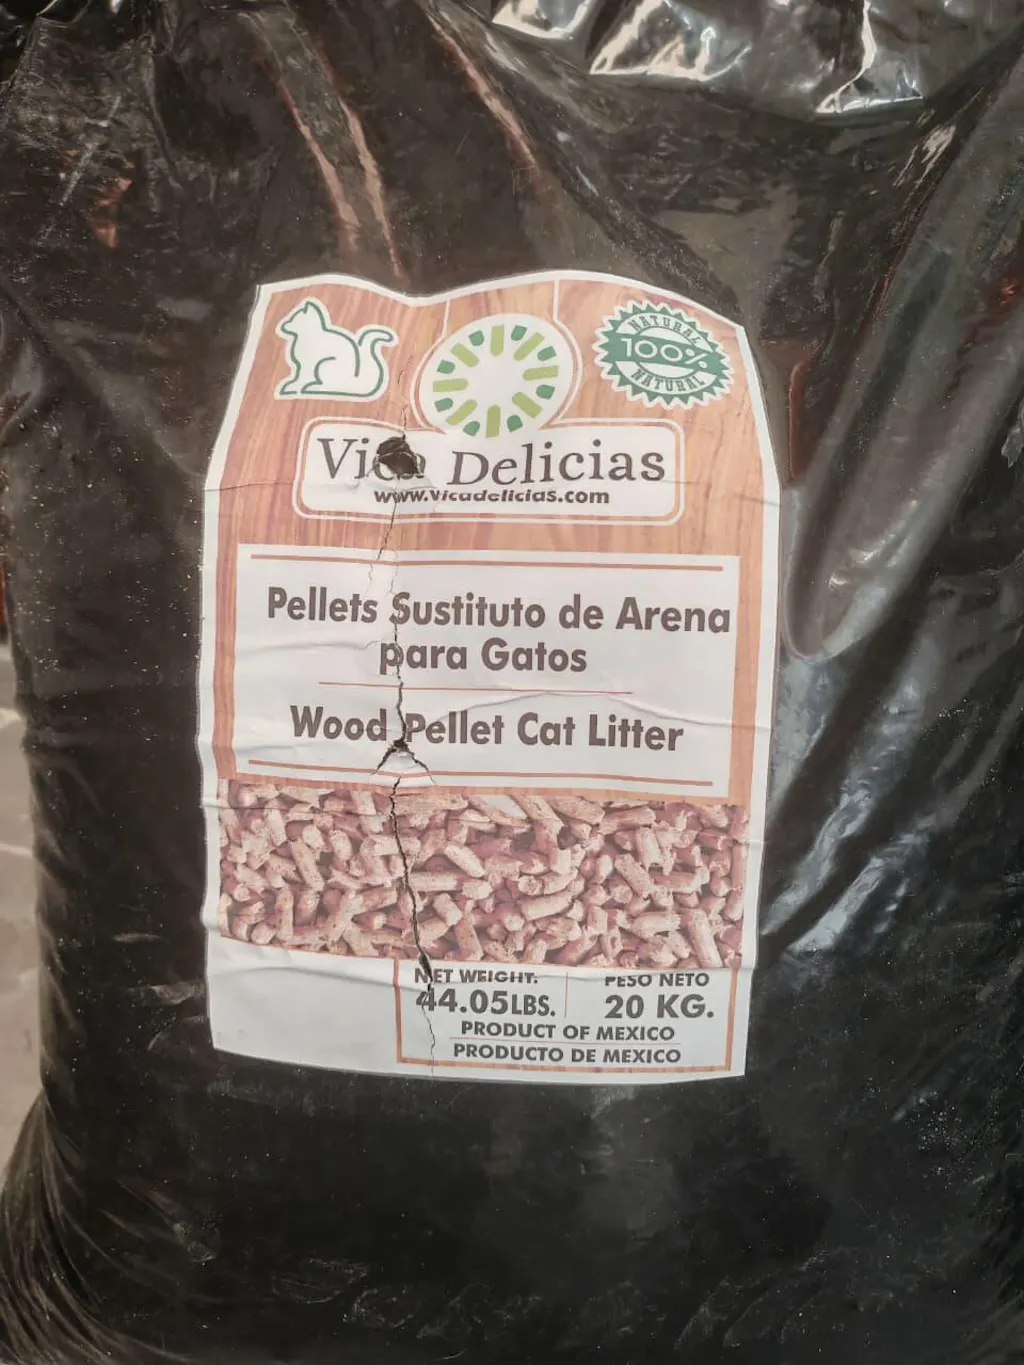 NATURAL
100%
NATURAL
Vica Delicias
www.vicadelicias.com
Pellets Sustituto de Arena
para Gatos
Wood Pellet Cat Litter
NET WEIGHT:
44.05LBS.
PESO NETO
20 KG.
PRODUCT OF MEXICO
PRODUCTO DE MEXICO